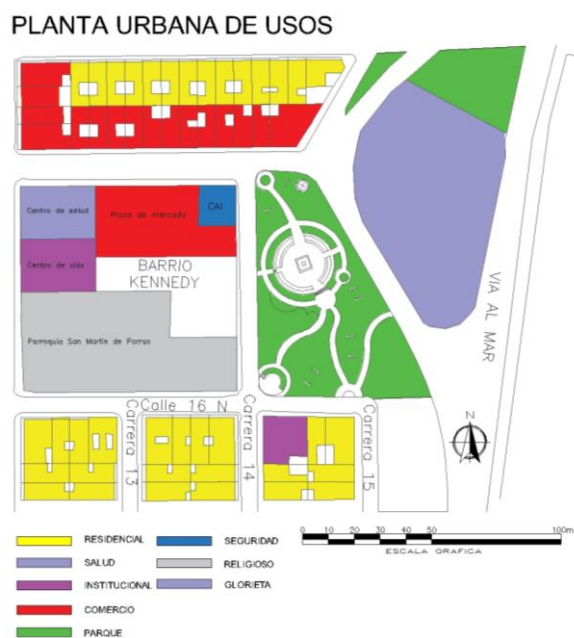 PLANTA URBANA DE USOS
Centro de salud
Plaza de mercado
CAI
Centro de vida
BARRIO
KENNEDY
Parroquia San Martín de Porras
VIA AL MAR
Calle 16 N
Carrera 13
Carrera 14
Carrera 15
N
RESIDENCIAL
SALUD
INSTITUCIONAL
COMERCIO
PARQUE
SEGURIDAD
RELIGIOSO
GLORIETA
0 10 20 30 40 50 100m
ESCALA GRAFICA